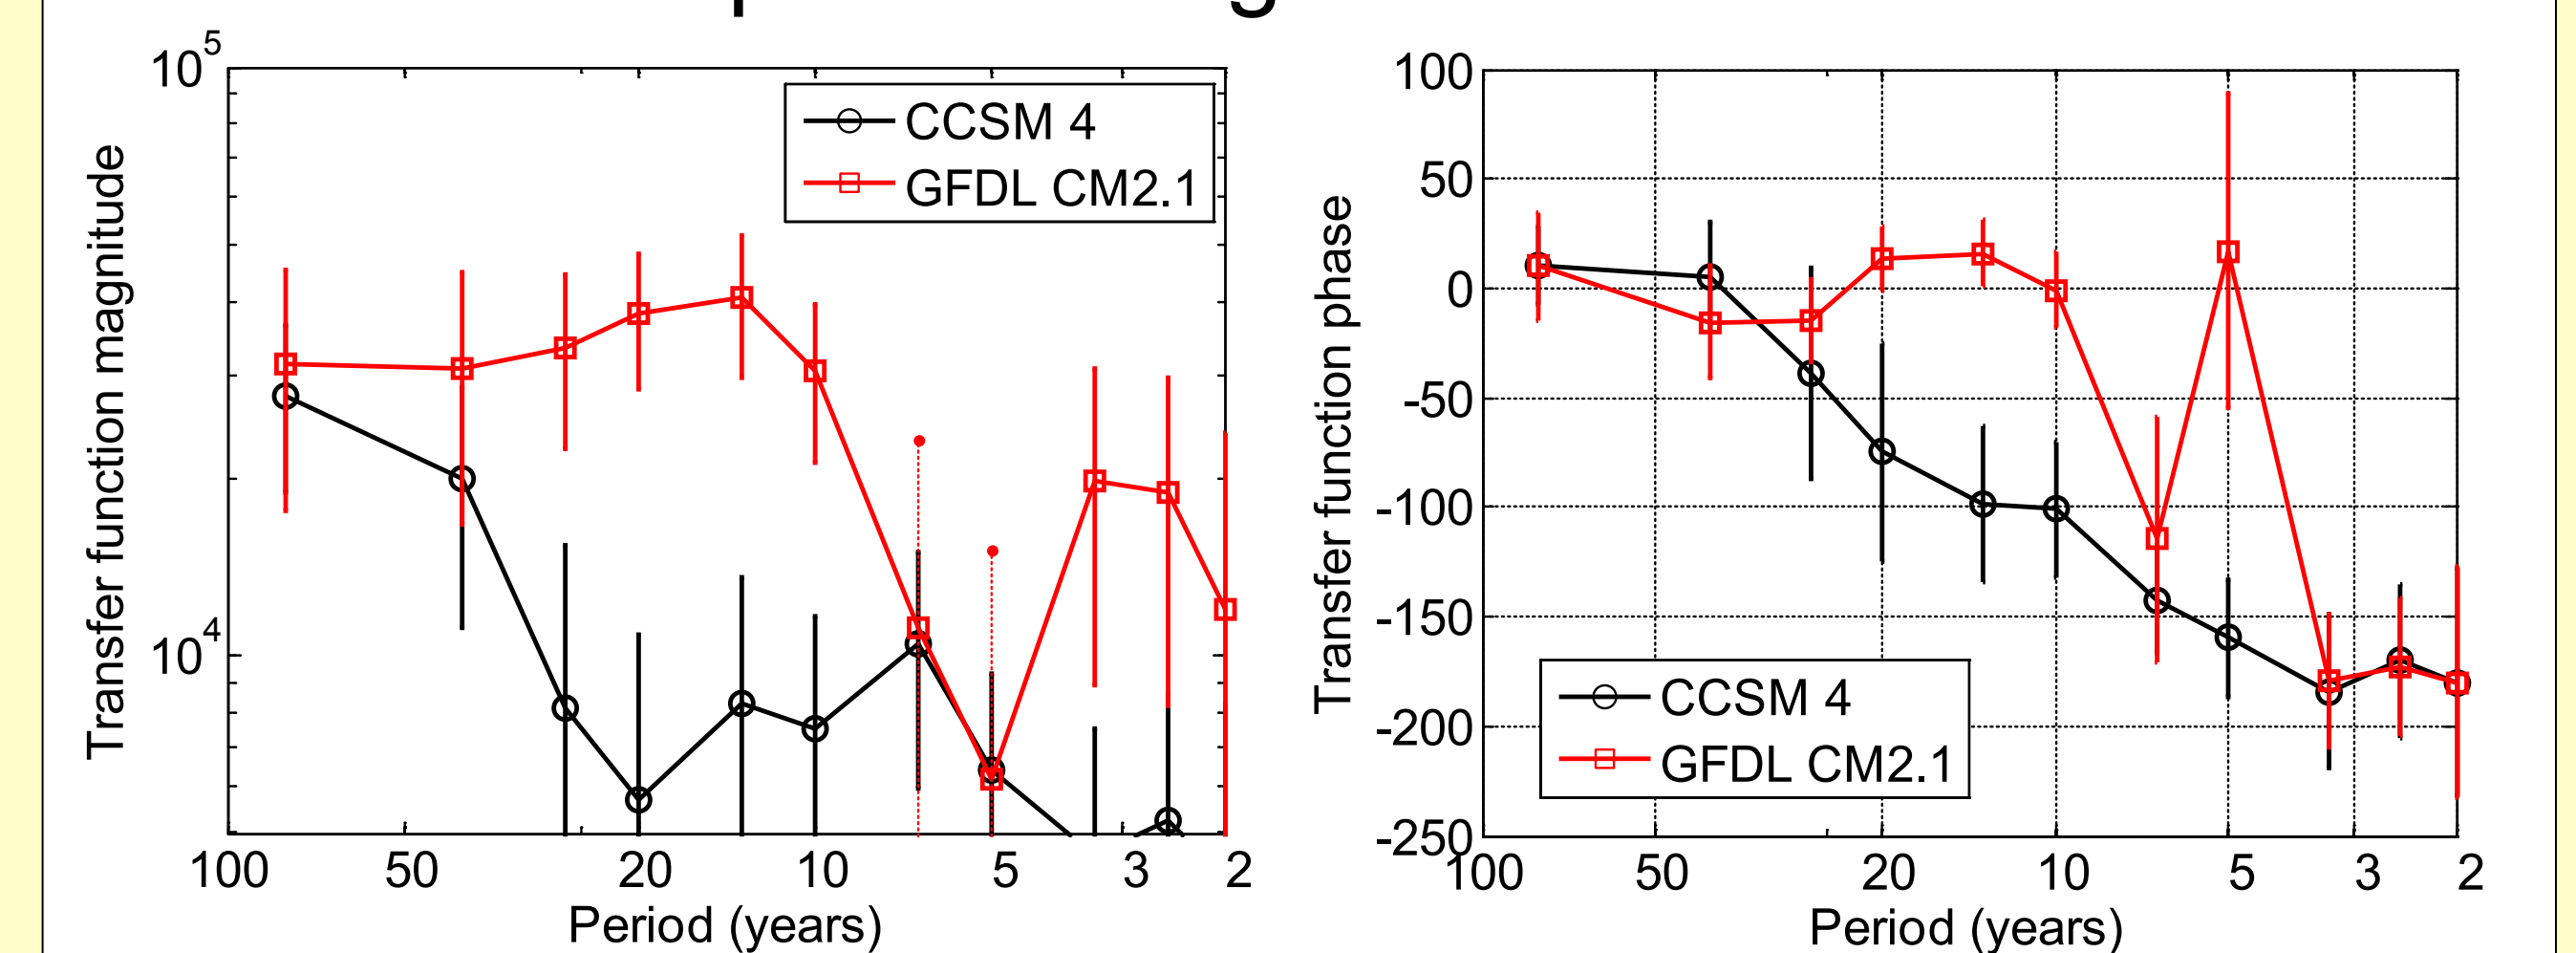 10^5
CCSM 4
GFDL CM2.1
Transfer function magnitude
10^4
100 50 20 10 5 3 2
Period (years)
100
50
0
-50
-100
-150
-200
-250
Transfer function phase
CCSM 4
GFDL CM2.1
100 50 20 10 5 3 2
Period (years)